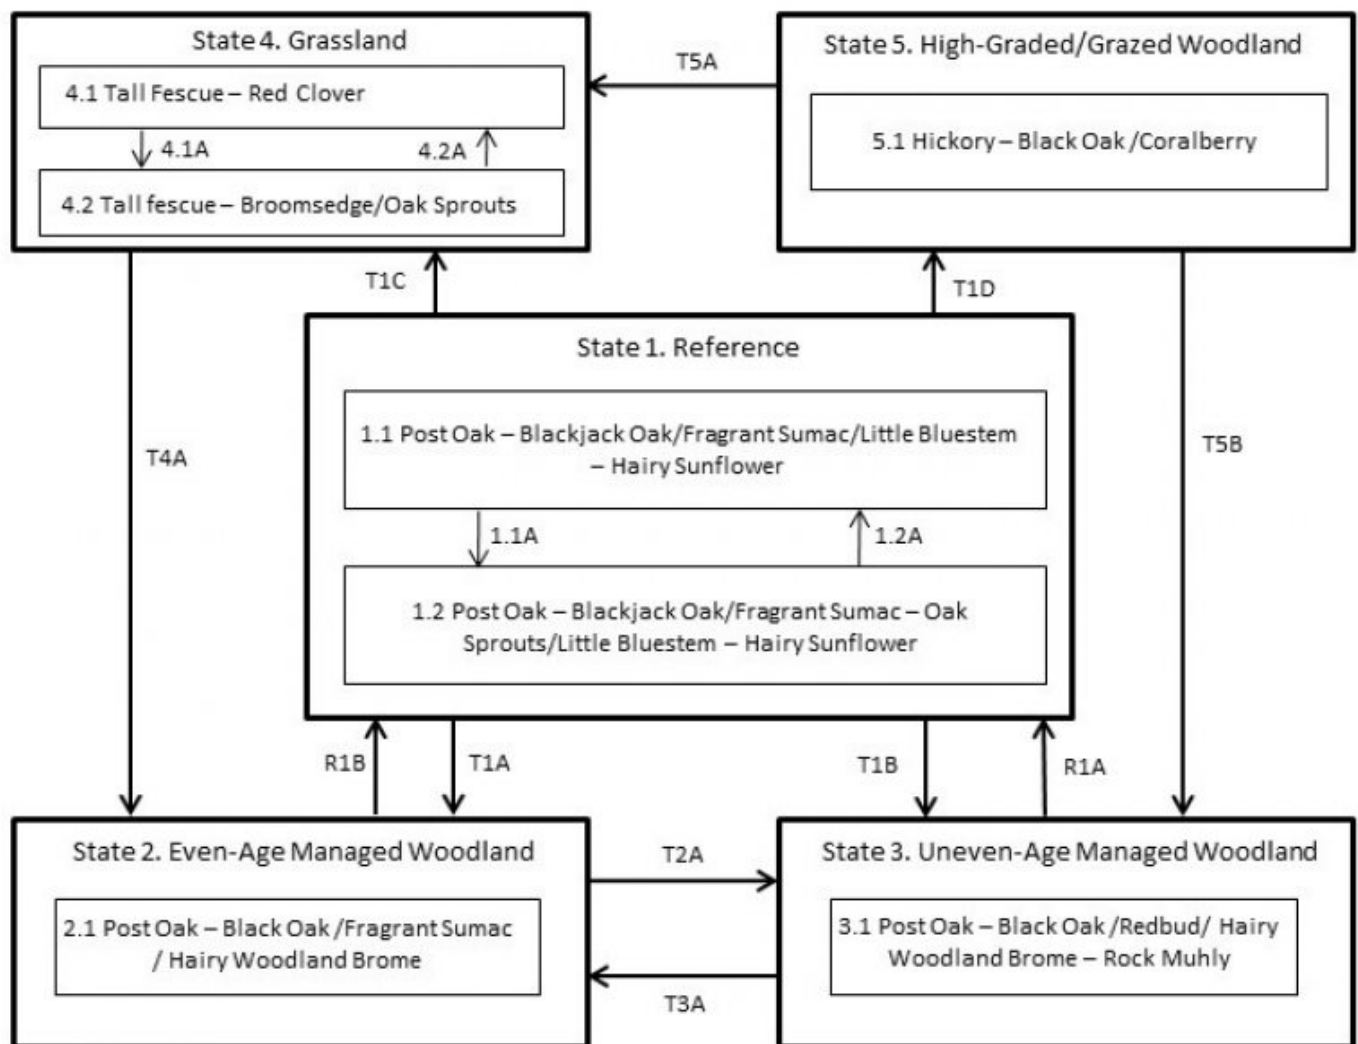 State 4. Grassland
4.1 Tall Fescue – Red Clover
4.1A
4.2A
4.2 Tall fescue – Broomsedge/Oak Sprouts
T5A
State 5. High-Graded/Grazed Woodland
5.1 Hickory – Black Oak /Coralberry
T1C
T1D
State 1. Reference
1.1 Post Oak – Blackjack Oak/Fragrant Sumac/Little Bluestem
– Hairy Sunflower
1.1A
1.2A
1.2 Post Oak – Blackjack Oak/Fragrant Sumac – Oak
Sprouts/Little Bluestem – Hairy Sunflower
T4A
T5B
R1B
T1A
T1B
R1A
State 2. Even-Age Managed Woodland
2.1 Post Oak – Black Oak /Fragrant Sumac
/ Hairy Woodland Brome
T2A
T3A
State 3. Uneven-Age Managed Woodland
3.1 Post Oak – Black Oak /Redbud/ Hairy
Woodland Brome – Rock Muhly